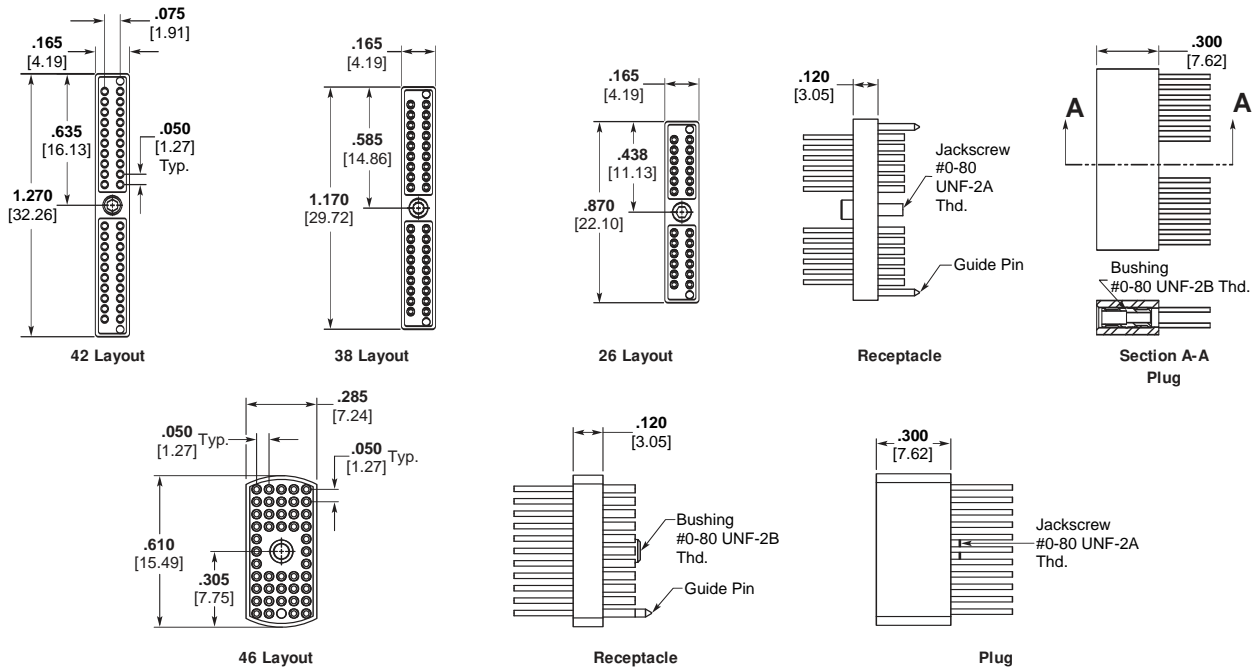 .075
[1.91]
.165
[4.19]
.635
[16.13]
.050
[1.27]
Typ.
1.270
[32.26]
42 Layout
.165
[4.19]
.585
[14.86]
1.170
[29.72]
38 Layout
.165
[4.19]
.438
[11.13]
.870
[22.10]
26 Layout
.120
[3.05]
Jackscrew
#0-80
UNF-2A
Thd.
Guide Pin
Receptacle
.300
[7.62]
A
A
Bushing
#0-80 UNF-2B Thd.
Section A-A
Plug
.285
[7.24]
.050 Typ.
[1.27]
.050
[1.27] Typ.
.610
[15.49]
.305
[7.75]
46 Layout
.120
[3.05]
Bushing
#0-80 UNF-2B
Thd.
Guide Pin
Receptacle
.300
[7.62]
Jackscrew
#0-80 UNF-2A
Thd.
Plug